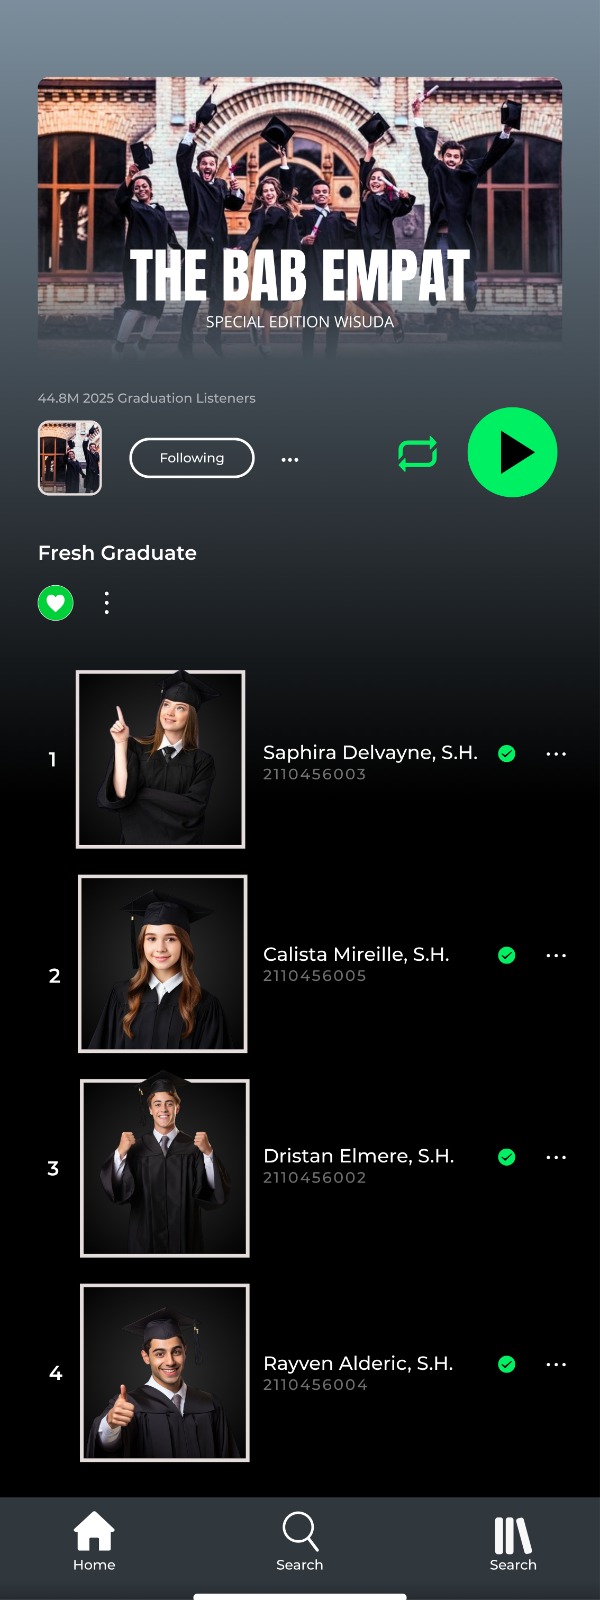 THE BAB EMPAT
SPECIAL EDITION WISUDA
44.8M 2025 Graduation Listeners
Following
Fresh Graduate
1
Saphira Delvayne, S.H.
2110456003
2
Calista Mireille, S.H.
2110456005
3
Dristan Elmere, S.H.
2110456002
4
Rayven Alderic, S.H.
2110456004
Home
Search
Search